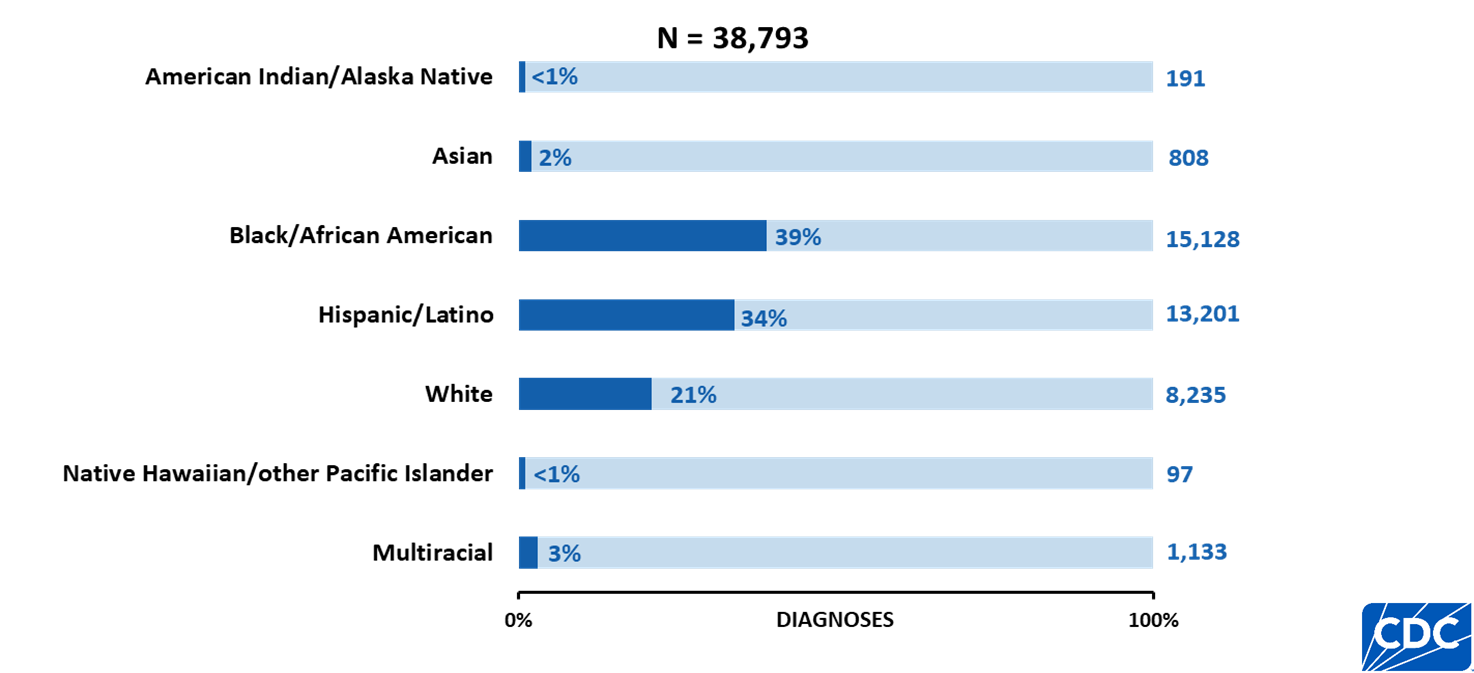 N = 38,793
American Indian/Alaska Native <1% 191
Asian 2% 808
Black/African American 39% 15,128
Hispanic/Latino 34% 13,201
White 21% 8,235
Native Hawaiian/other Pacific Islander <1% 97
Multiracial 3% 1,133
0% DIAGNOSES 100%
CDC